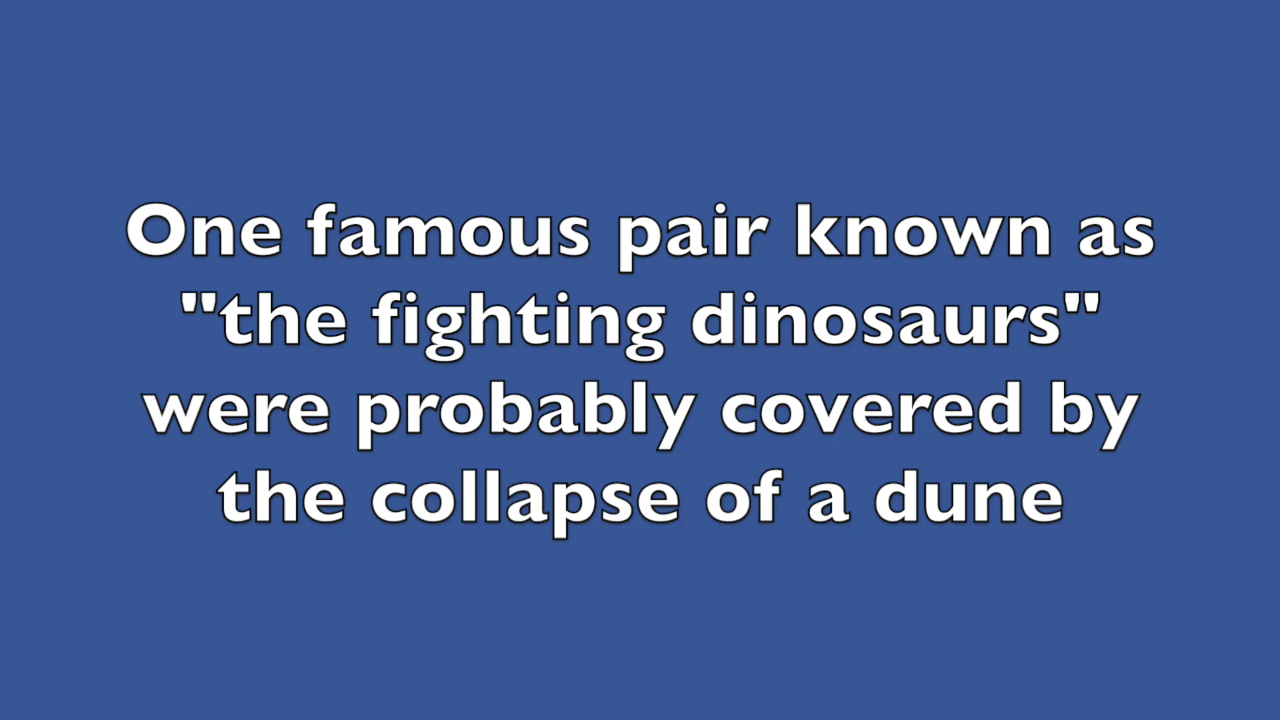 One famous pair known as
"the fighting dinosaurs"
were probably covered by
the collapse of a dune